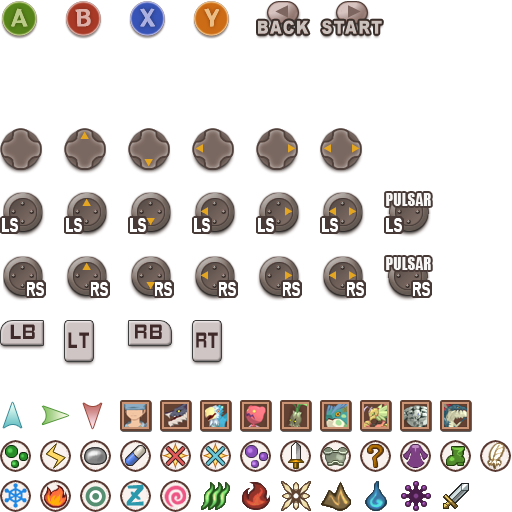 A B X Y BACK START
PULSAR
LS LS LS LS LS LS LS
PULSAR
RS RS RS RS RS RS RS
LB LT RB RT
?
Z